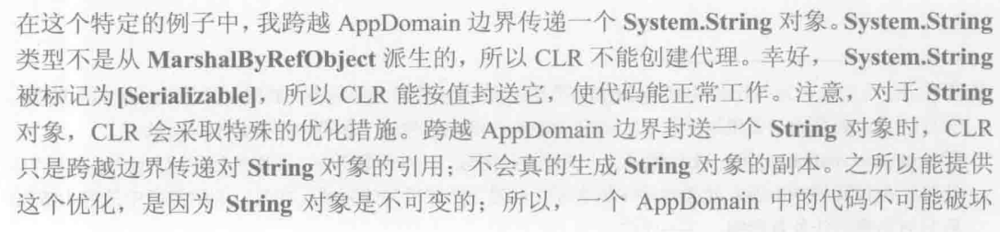 在这个特定的例子中，我跨越 AppDomain 边界传递一个 System.String 对象。System.String
类型不是从 MarshalByRefObject 派生的，所以 CLR 不能创建代理。幸好， System.String
被标记为[Serializable]，所以 CLR 能按值封送它，使代码能正常工作。注意，对于 String
对象，CLR 会采取特殊的优化措施。跨越 AppDomain 边界封送一个 String 对象时，CLR
只是跨越边界传递对 String 对象的引用；不会真的生成 String 对象的副本。之所以能提供
这个优化，是因为 String 对象是不可变的；所以，一个 AppDomain 中的代码不可能破坏